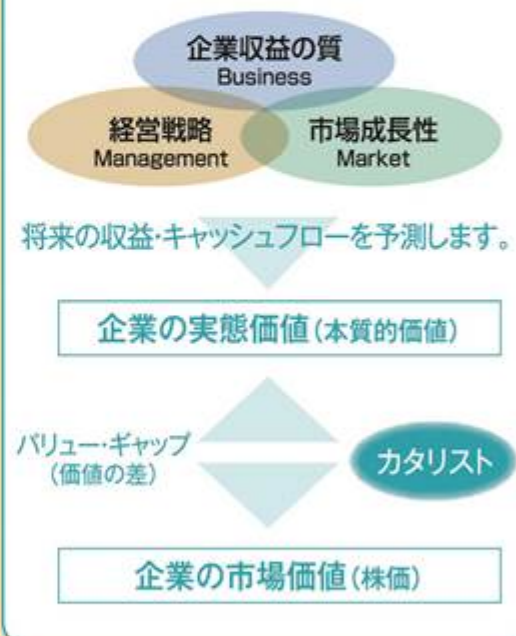 企業収益の質
Business
経営戦略
Management
市場成長性
Market
将来の収益・キャッシュフローを予測します。
企業の実態価値(本質的価値)
バリュー・ギャップ
(価値の差)
カタリスト
企業の市場価値(株価)